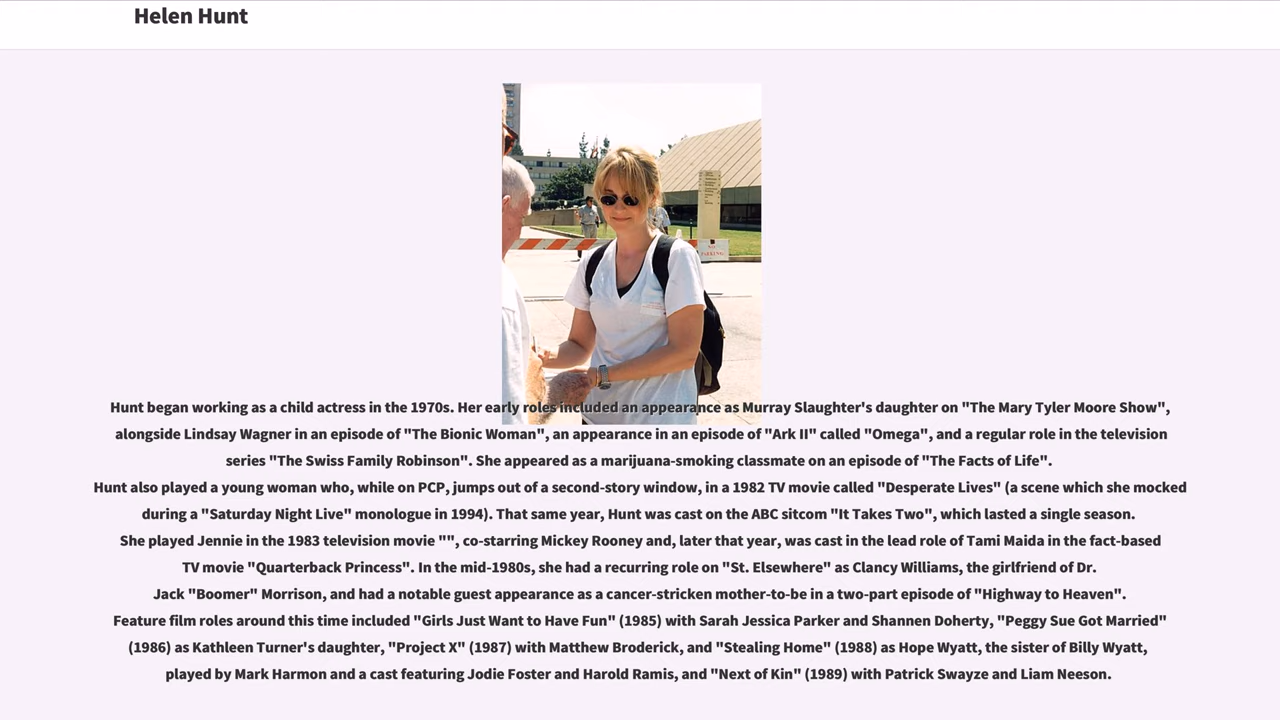 Helen Hunt
Hunt began working as a child actress in the 1970s. Her early roles included an appearance as Murray Slaughter's daughter on "The Mary Tyler Moore Show",
alongside Lindsay Wagner in an episode of "The Bionic Woman", an appearance in an episode of "Ark II" called "Omega", and a regular role in the television
series "The Swiss Family Robinson". She appeared as a marijuana-smoking classmate on an episode of "The Facts of Life".
Hunt also played a young woman who, while on PCP, jumps out of a second-story window, in a 1982 TV movie called "Desperate Lives" (a scene which she mocked
during a "Saturday Night Live" monologue in 1994). That same year, Hunt was cast on the ABC sitcom "It Takes Two", which lasted a single season.
She played Jennie in the 1983 television movie "", co-starring Mickey Rooney and, later that year, was cast in the lead role of Tami Maida in the fact-based
TV movie "Quarterback Princess". In the mid-1980s, she had a recurring role on "St. Elsewhere" as Clancy Williams, the girlfriend of Dr.
Jack "Boomer" Morrison, and had a notable guest appearance as a cancer-stricken mother-to-be in a two-part episode of "Highway to Heaven".
Feature film roles around this time included "Girls Just Want to Have Fun" (1985) with Sarah Jessica Parker and Shannen Doherty, "Peggy Sue Got Married"
(1986) as Kathleen Turner's daughter, "Project X" (1987) with Matthew Broderick, and "Stealing Home" (1988) as Hope Wyatt, the sister of Billy Wyatt,
played by Mark Harmon and a cast featuring Jodie Foster and Harold Ramis, and "Next of Kin" (1989) with Patrick Swayze and Liam Neeson.